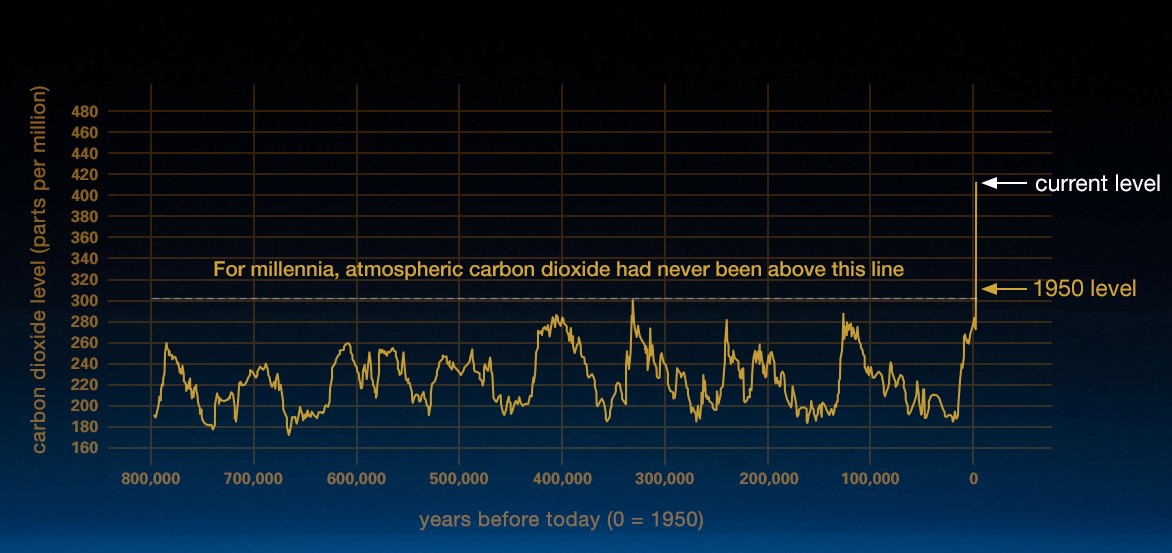 carbon dioxide level (parts per million)
480
460
440
420
400
380
360
340
320
300
280
260
240
220
200
180
160
current level
For millennia, atmospheric carbon dioxide had never been above this line
1950 level
800,000 700,000 600,000 500,000 400,000 300,000 200,000 100,000 0
years before today (0 = 1950)